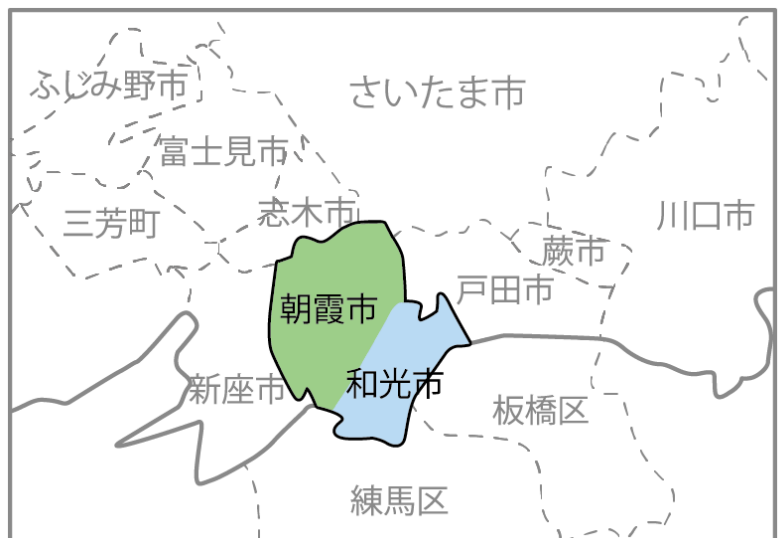 ふじみ野市
さいたま市
富士見市
三芳町
志木市
川口市
蕨市
戸田市
朝霞市
和光市
新座市
板橋区
練馬区